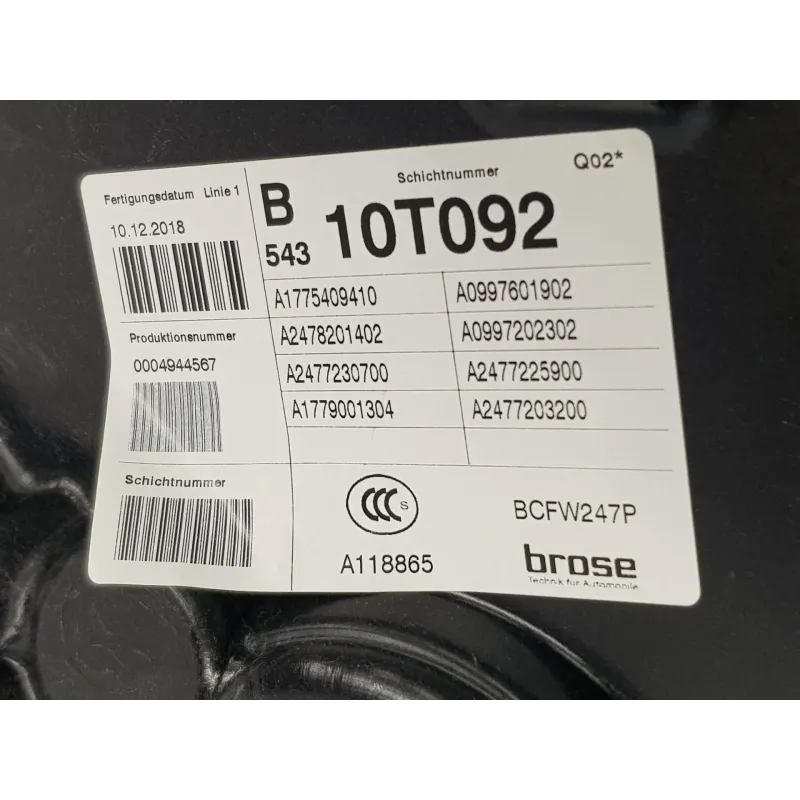 Fertigungsdatum Linie 1
10.12.2018
Produktionsnummer
0004944567
Schichtnummer
B
543
Schichtnummer
10T092
Q02*
A1775409410 A0997601902
A2478201402 A0997202302
A2477230700 A2477225900
A1779001304 A2477203200
CCC S
A118865
BCFW247P
brose
Technik für Automobile